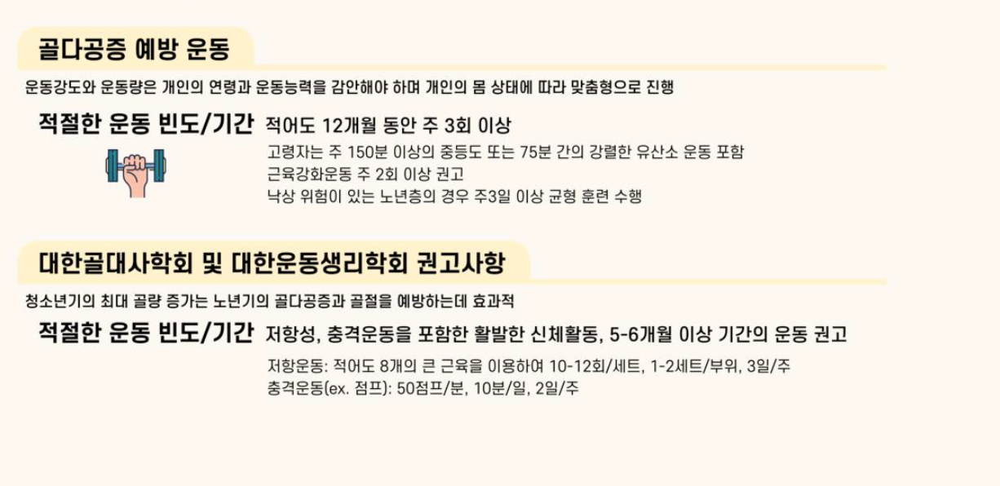 골다공증 예방 운동
운동강도와 운동량은 개인의 연령과 운동능력을 감안해야 하며 개인의 몸 상태에 따라 맞춤형으로 진행
적절한 운동 빈도/기간 적어도 12개월 동안 주 3회 이상
고령자는 주 150분 이상의 중등도 또는 75분 간의 강렬한 유산소 운동 포함
근육강화운동 주 2회 이상 권고
낙상 위험이 있는 노년층의 경우 주3일 이상 균형 훈련 수행
대한골대사학회 및 대한운동생리학회 권고사항
청소년기의 최대 골량 증가는 노년기의 골다공증과 골절을 예방하는데 효과적
적절한 운동 빈도/기간 저항성, 충격운동을 포함한 활발한 신체활동, 5-6개월 이상 기간의 운동 권고
저항운동: 적어도 8개의 큰 근육을 이용하여 10-12회/세트, 1-2세트/부위, 3일/주
충격운동(ex. 점프): 50점프/분, 10분/일, 2일/주